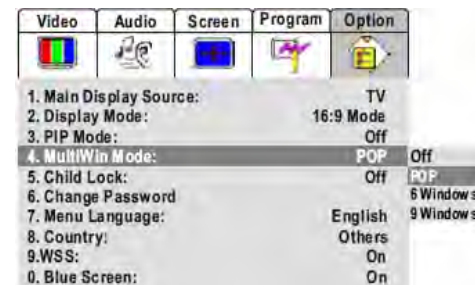 Video Audio Screen Program Option
1. Main Display Source: TV
2. Display Mode: 16:9 Mode
3. PIP Mode: Off
4. MultiWin Mode: POP Off
5. Child Lock: Off POP
6. Change Password 6 Windows
7. Menu Language: English 9 Windows
8. Country: Others
9.WSS: On
0. Blue Screen: On